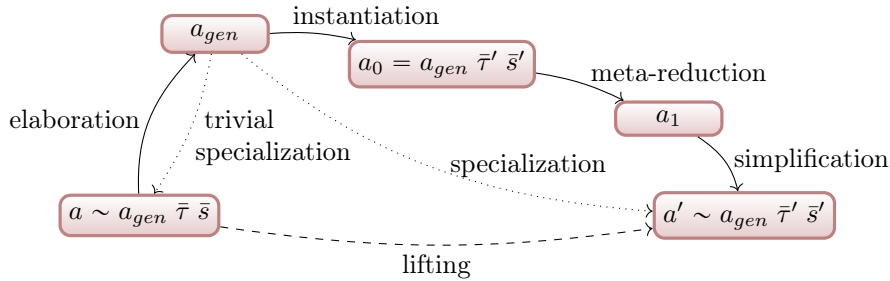 instantiation
a_gen
a_0 = a_gen τ̄′ s̄′
meta-reduction
elaboration
trivial
specialization
a_1
specialization
simplification
a ∼ a_gen τ̄ s̄
a′ ∼ a_gen τ̄′ s̄′
lifting